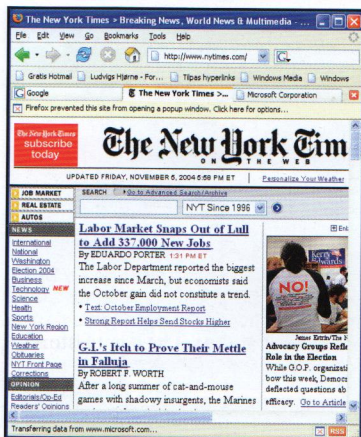 The New York Times > Breaking News, World News & Multimedia - ...
File Edit View Go Bookmarks Tools Help
http://www.nytimes.com/
G
Gratis Hotmail Ludvigs Hjørne - For... Tilpas hyperlinks Windows Media Windows
Google The New York Times >... Microsoft Corporation
Firefox prevented this site from opening a popup window. Click here for options...
The New York Times
subscribe
today
The New York Tim
ON THE WEB
UPDATED FRIDAY, NOVEMBER 5, 2004 5:58 PM ET Personalize Your Weather
JOB MARKET
REAL ESTATE
AUTOS
SEARCH Go to Advanced Search/Archive
NYT Since 1996
NEWS
International
National
Washington
Election 2004
Business
Technology NEW
Science
Health
Sports
New York Region
Education
Weather
Obituaries
NYT Front Page
Corrections
OPINION
Editorials/Op-Ed
Readers' Opinions
Labor Market Snaps Out of Lull
to Add 337,000 New Jobs
By EDUARDO PORTER 1:31 PM ET
The Labor Department reported the biggest
increase since March, but economists said
the October gain did not constitute a trend.
• Text: October Employment Report
• Strong Report Helps Send Stocks Higher
G.I.'s Itch to Prove Their Mettle
in Falluja
By ROBERT F. WORTH
After a long summer of cat-and-mouse
games with shadowy insurgents, the Marines
Enl
Kerry
Edwards
NO!
James Estrin/The N
Advocacy Groups Refle
Role in the Election
While G.O.P. organizati
bow this week, Democr
deflected questions ab
efficacy. Go to Article
Transferring data from www.microsoft.com...
RSS